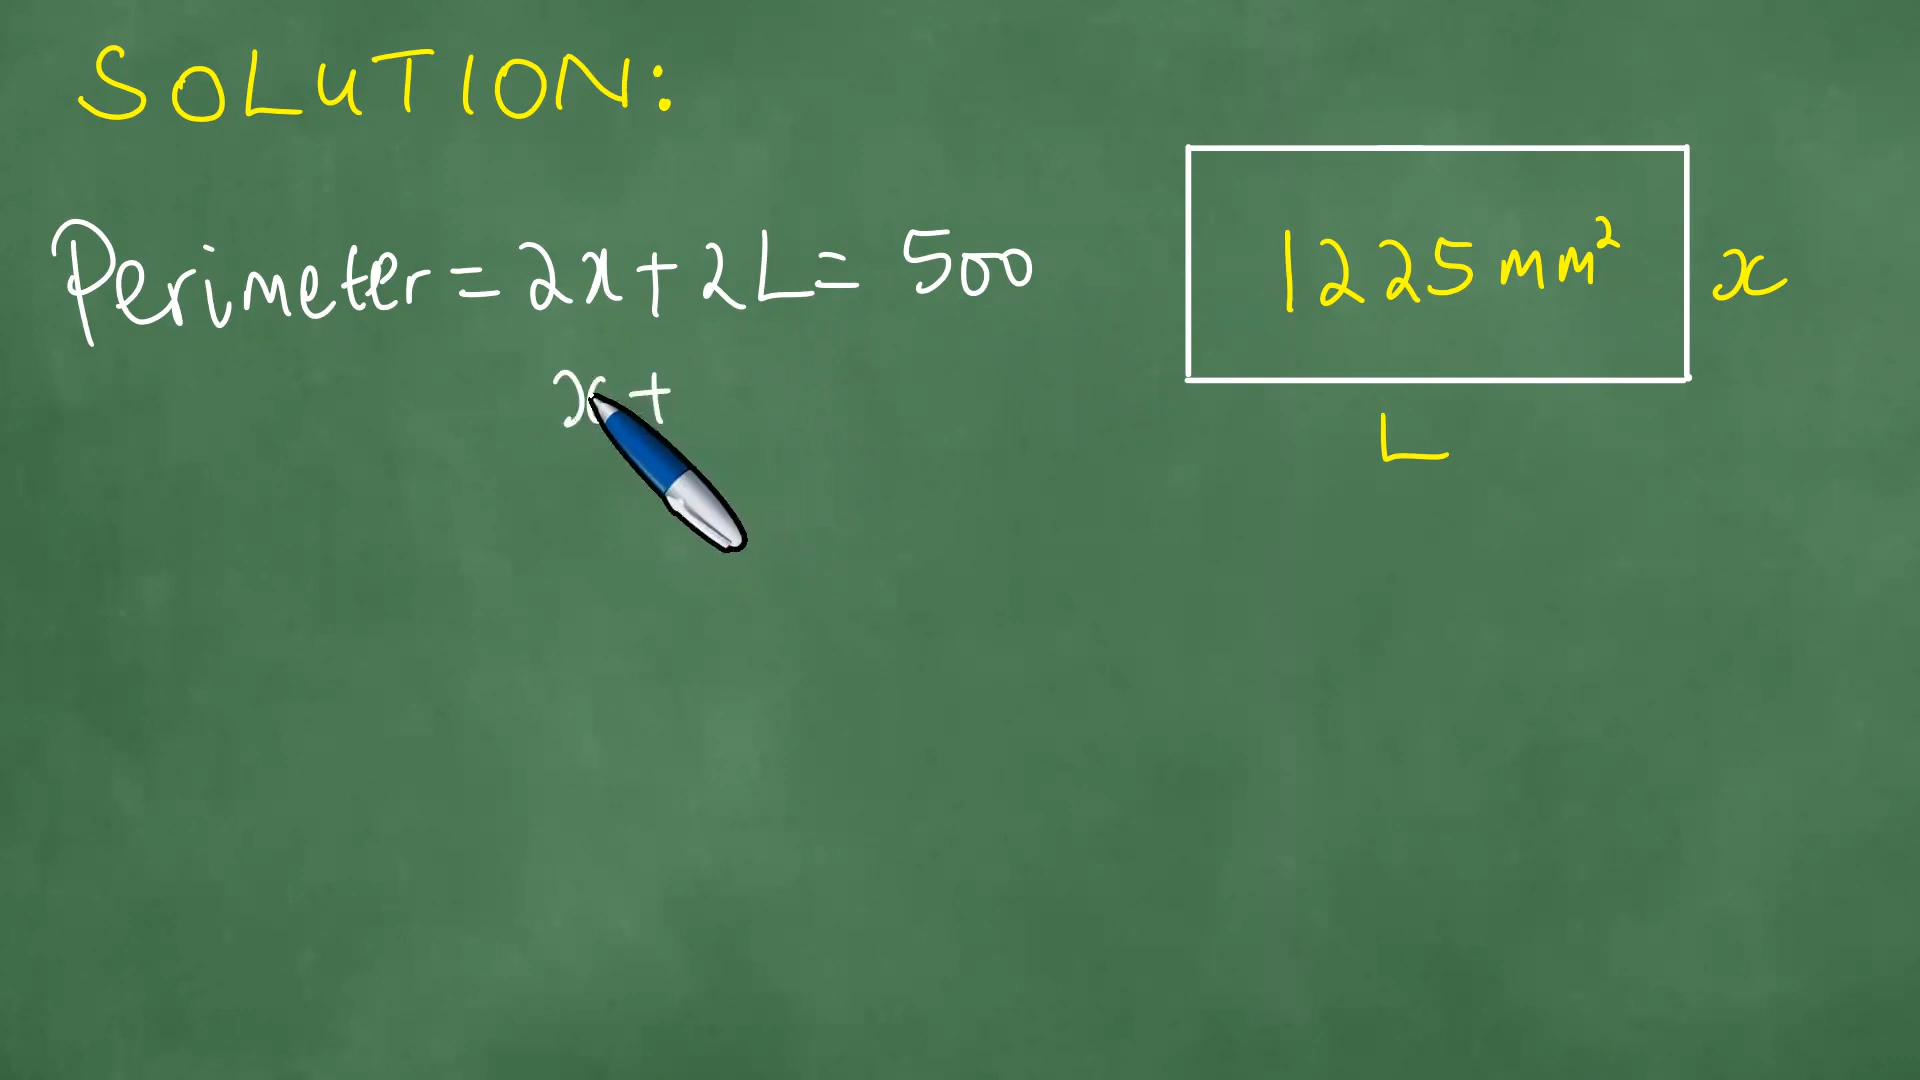 SOLUTION:
Perimeter = 2x + 2L = 500
x +
1225 mm²
x
L